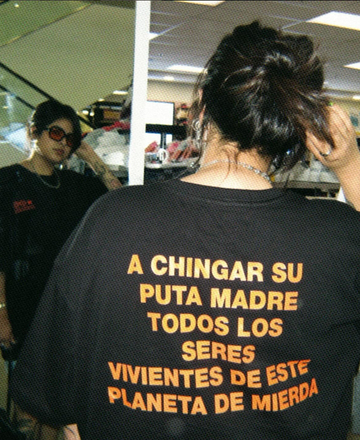 A CHINGAR SU
PUTA MADRE
TODOS LOS
SERES
VIVIENTES DE ESTE
PLANETA DE MIERDA